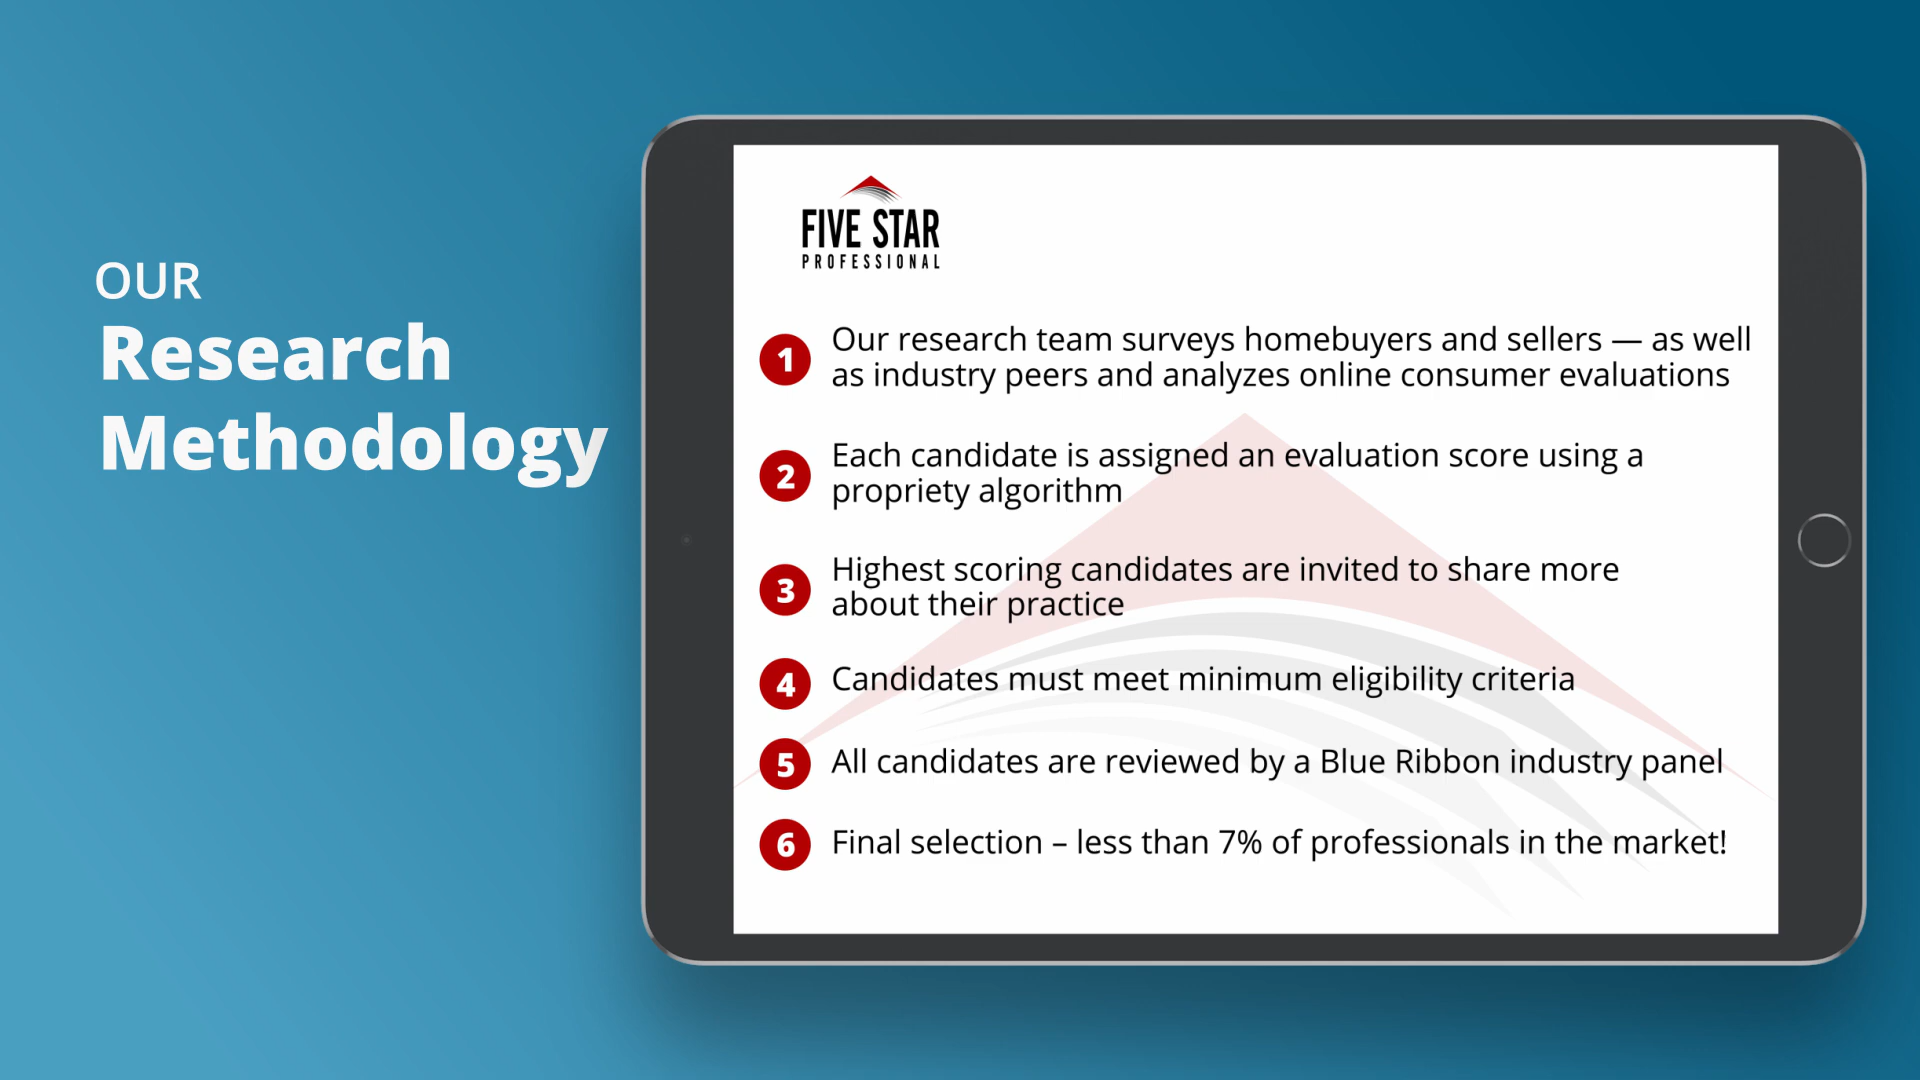 OUR
Research
Methodology
FIVE STAR
PROFESSIONAL
1 Our research team surveys homebuyers and sellers — as well
as industry peers and analyzes online consumer evaluations
2 Each candidate is assigned an evaluation score using a
propriety algorithm
3 Highest scoring candidates are invited to share more
about their practice
4 Candidates must meet minimum eligibility criteria
5 All candidates are reviewed by a Blue Ribbon industry panel
6 Final selection – less than 7% of professionals in the market!